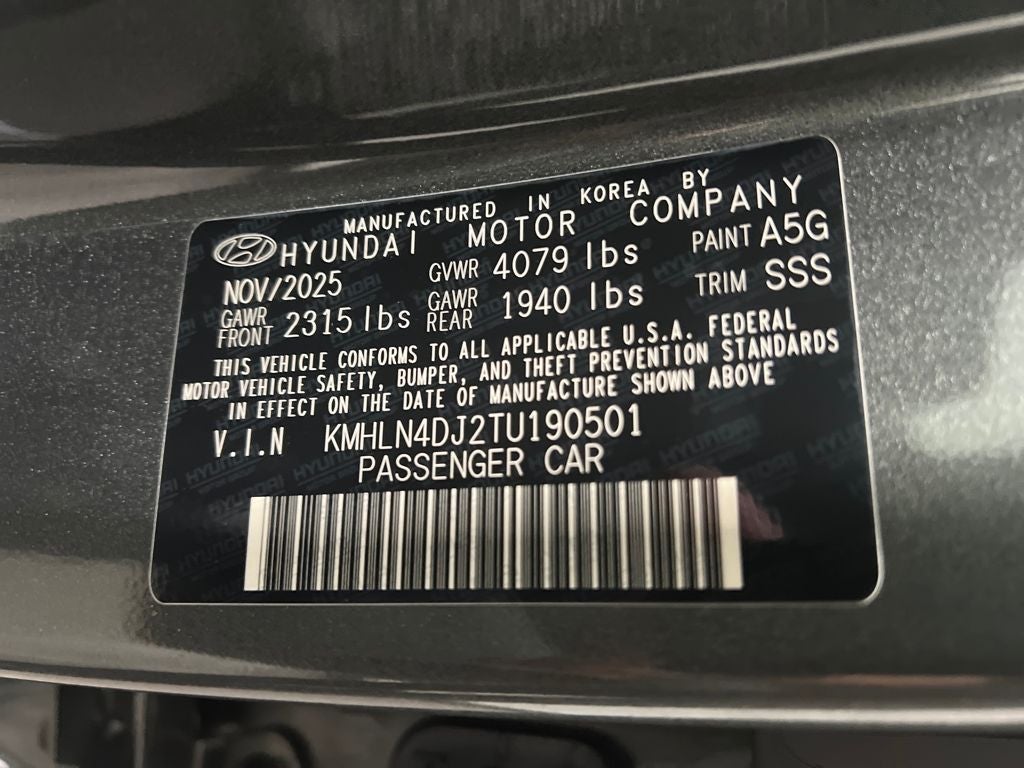 MANUFACTURED IN KOREA BY
HYUNDAI MOTOR COMPANY
NOV/2025 GVWR 4079 lbs PAINT A5G
GAWR FRONT 2315 lbs GAWR REAR 1940 lbs TRIM SSS
THIS VEHICLE CONFORMS TO ALL APPLICABLE U.S.A. FEDERAL
MOTOR VEHICLE SAFETY, BUMPER, AND THEFT PREVENTION STANDARDS
IN EFFECT ON THE DATE OF MANUFACTURE SHOWN ABOVE
V.I.N KMHLN4DJ2TU190501
PASSENGER CAR